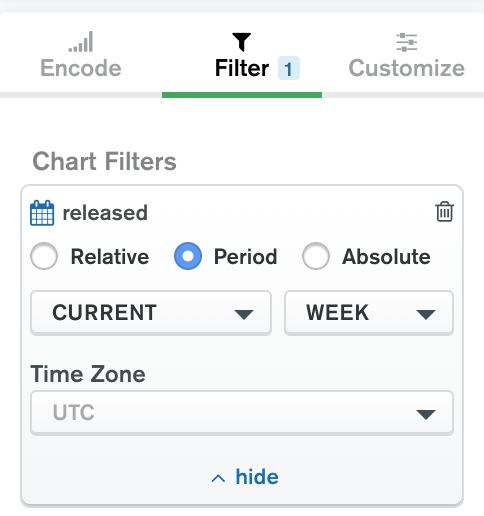 Encode
Filter 1
Customize
Chart Filters
released
Relative Period Absolute
CURRENT WEEK
Time Zone
UTC
hide